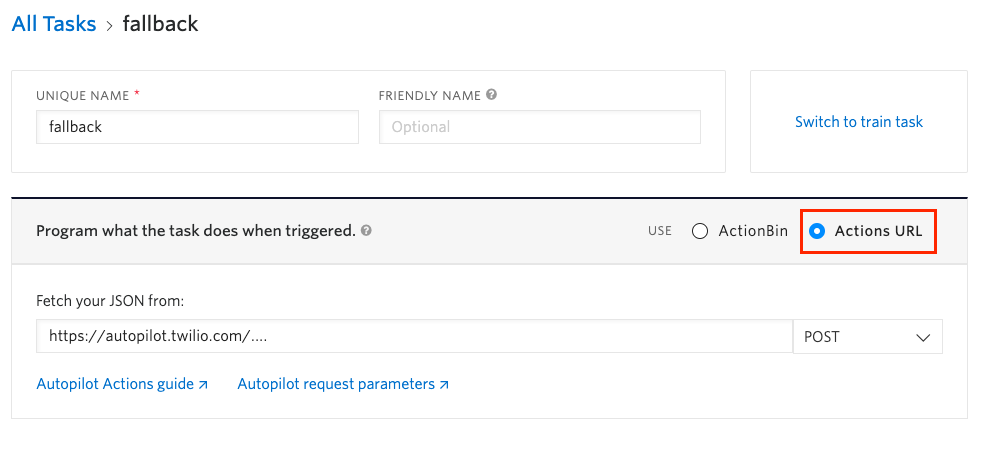 All Tasks > fallback
UNIQUE NAME * FRIENDLY NAME ?
fallback Optional
Switch to train task
Program what the task does when triggered. ? USE ActionBin Actions URL
Fetch your JSON from:
https://autopilot.twilio.com/.... POST
Autopilot Actions guide ↗ Autopilot request parameters ↗